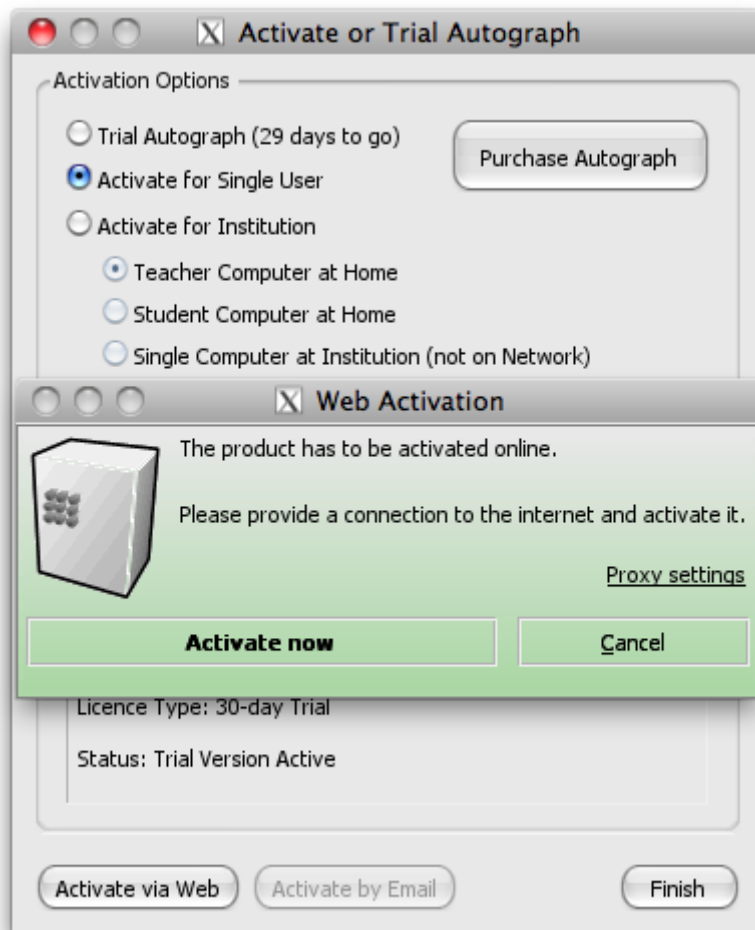 Activate or Trial Autograph
Activation Options
Trial Autograph (29 days to go)
Purchase Autograph
Activate for Single User
Activate for Institution
Teacher Computer at Home
Student Computer at Home
Single Computer at Institution (not on Network)
Web Activation
The product has to be activated online.
Please provide a connection to the internet and activate it.
Proxy settings
Activate now
Cancel
Licence Type: 30-day Trial
Status: Trial Version Active
Activate via Web
Activate by Email
Finish